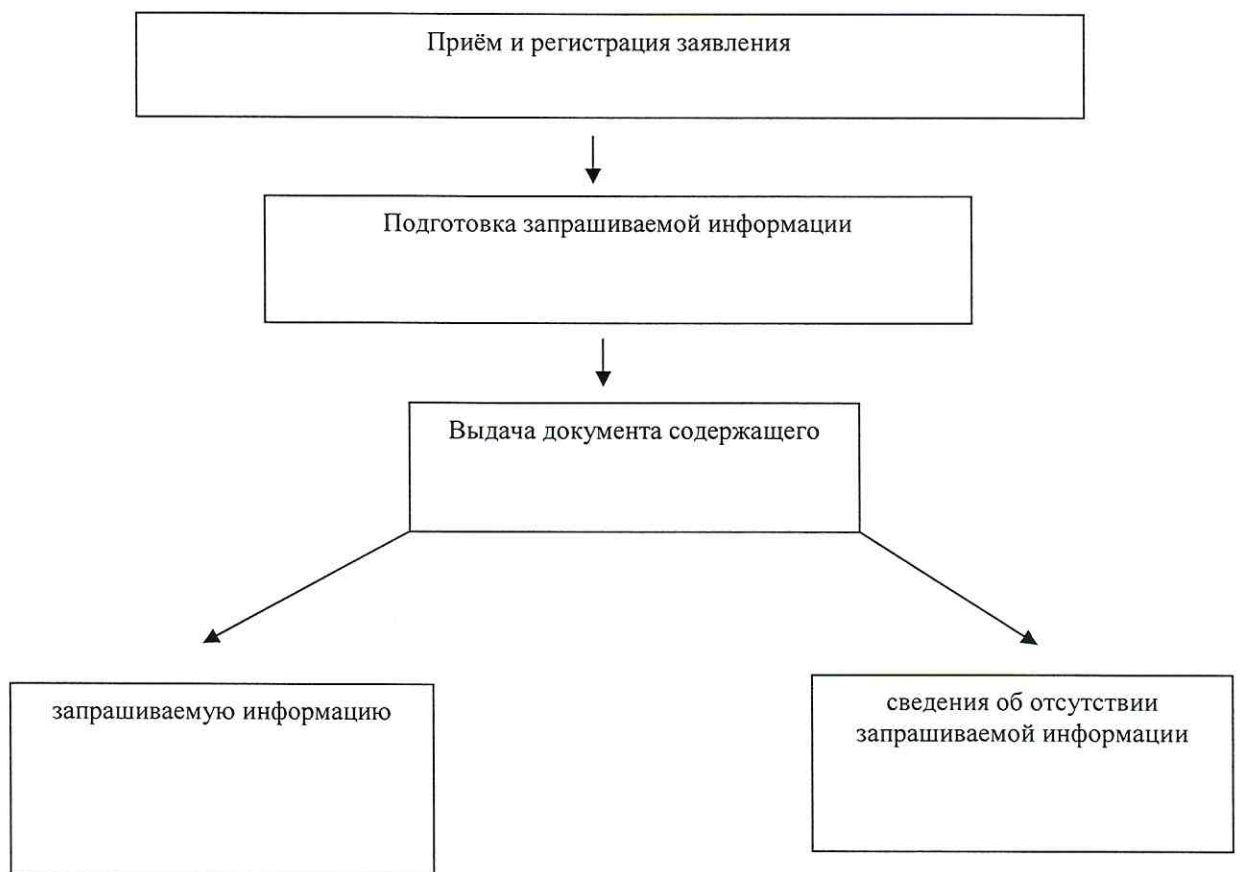 Приём и регистрация заявления
Подготовка запрашиваемой информации
Выдача документа содержащего
запрашиваемую информацию
сведения об отсутствии
запрашиваемой информации